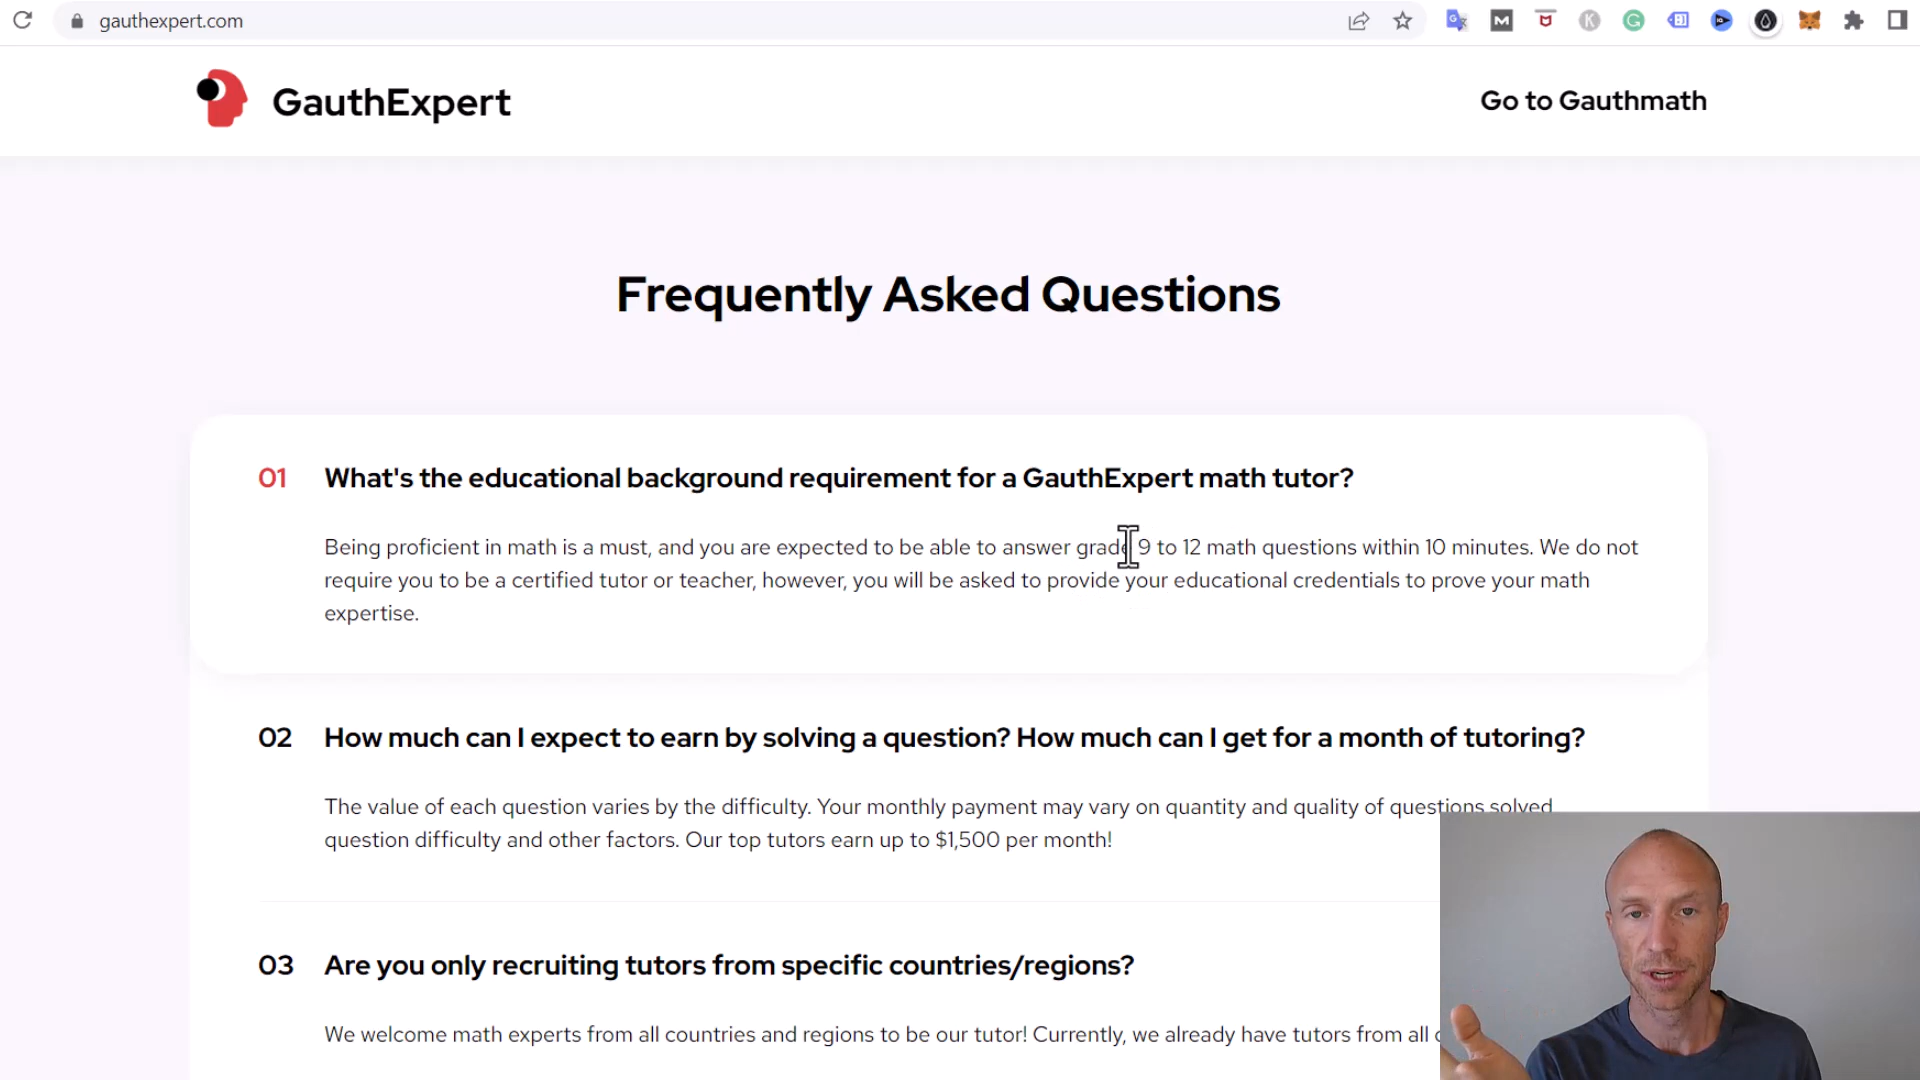 gauthexpert.com
GauthExpert
Go to Gauthmath
Frequently Asked Questions
01 What's the educational background requirement for a GauthExpert math tutor?
Being proficient in math is a must, and you are expected to be able to answer grade 9 to 12 math questions within 10 minutes. We do not
require you to be a certified tutor or teacher, however, you will be asked to provide your educational credentials to prove your math
expertise.
02 How much can I expect to earn by solving a question? How much can I get for a month of tutoring?
The value of each question varies by the difficulty. Your monthly payment may vary on quantity and quality of questions solved
question difficulty and other factors. Our top tutors earn up to $1,500 per month!
03 Are you only recruiting tutors from specific countries/regions?
We welcome math experts from all countries and regions to be our tutor! Currently, we already have tutors from all